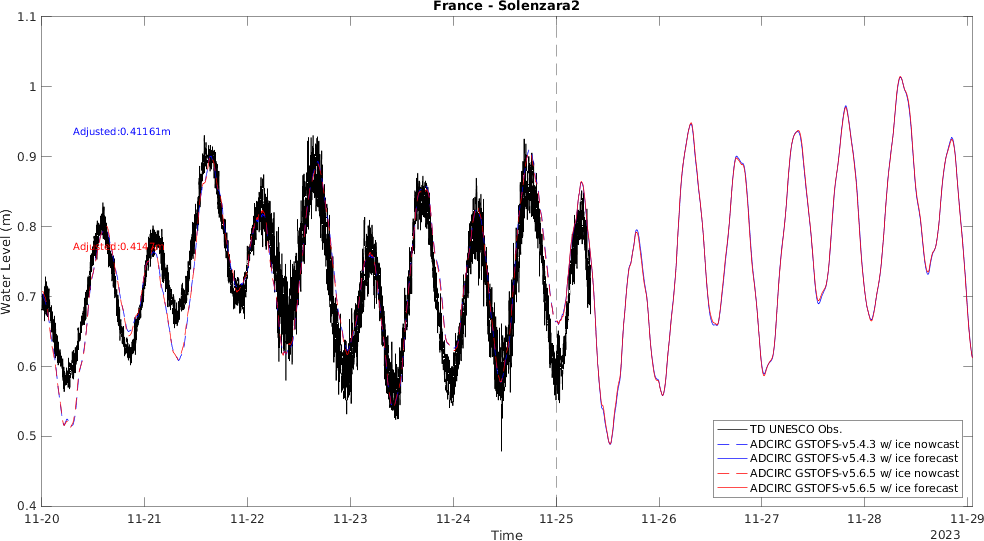 France - Solenzara2
1.1
1
0.9
0.8
0.7
0.6
0.5
0.4
Water Level (m)
Adjusted:0.41161m
TD UNESCO Obs.
ADCIRC GSTOFS-v5.4.3 w/ ice nowcast
ADCIRC GSTOFS-v5.4.3 w/ ice forecast
ADCIRC GSTOFS-v5.6.5 w/ ice nowcast
ADCIRC GSTOFS-v5.6.5 w/ ice forecast
11-20
11-21
11-22
11-23
11-24
11-25
11-26
11-27
11-28
11-29
Time
2023